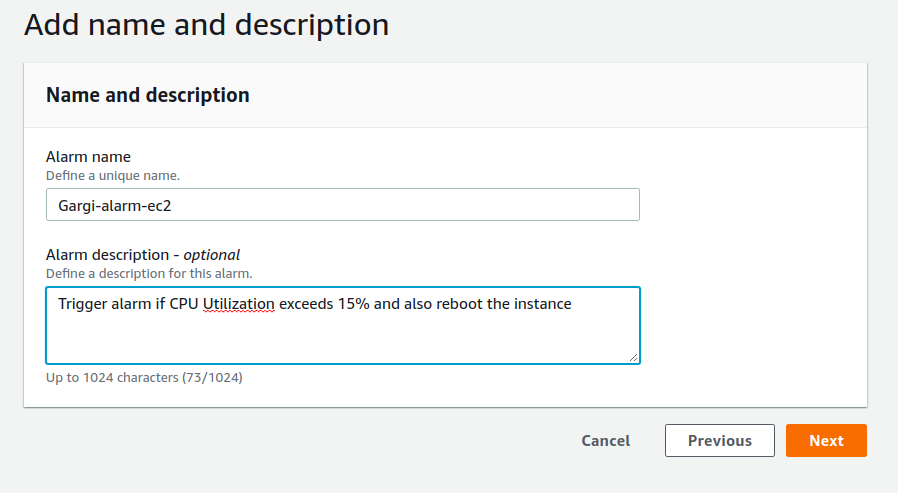 Add name and description
Name and description
Alarm name
Define a unique name.
Gargi-alarm-ec2
Alarm description - optional
Define a description for this alarm.
Trigger alarm if CPU Utilization exceeds 15% and also reboot the instance
Up to 1024 characters (73/1024)
Cancel
Previous
Next